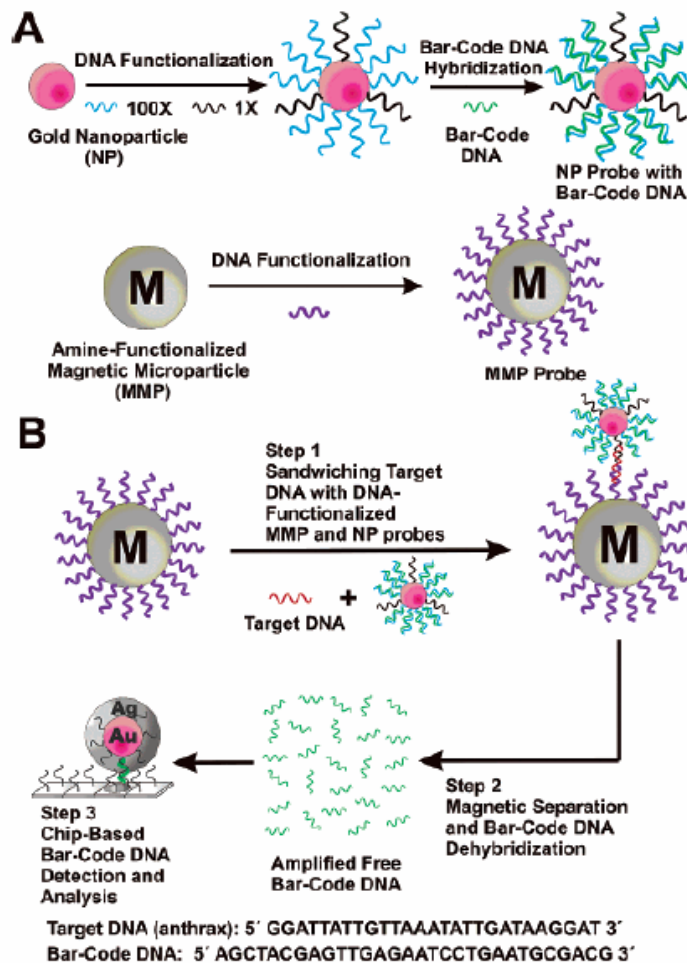 A
DNA Functionalization
100X 1X
Gold Nanoparticle
(NP)
Bar-Code DNA
Hybridization
Bar-Code
DNA
NP Probe with
Bar-Code DNA
M
Amine-Functionalized
Magnetic Microparticle
(MMP)
DNA Functionalization
M
MMP Probe
B
M
Step 1
Sandwiching Target
DNA with DNA-
Functionalized
MMP and NP probes
+
Target DNA
M
Step 2
Magnetic Separation
and Bar-Code DNA
Dehybridization
Amplified Free
Bar-Code DNA
Ag
Au
Step 3
Chip-Based
Bar-Code DNA
Detection and
Analysis
Target DNA (anthrax): 5´ GGATTATTGTTAAATATTGATAAGGAT 3´
Bar-Code DNA: 5´ AGCTACGAGTTGAGAATCCTGAATGCGACG 3´